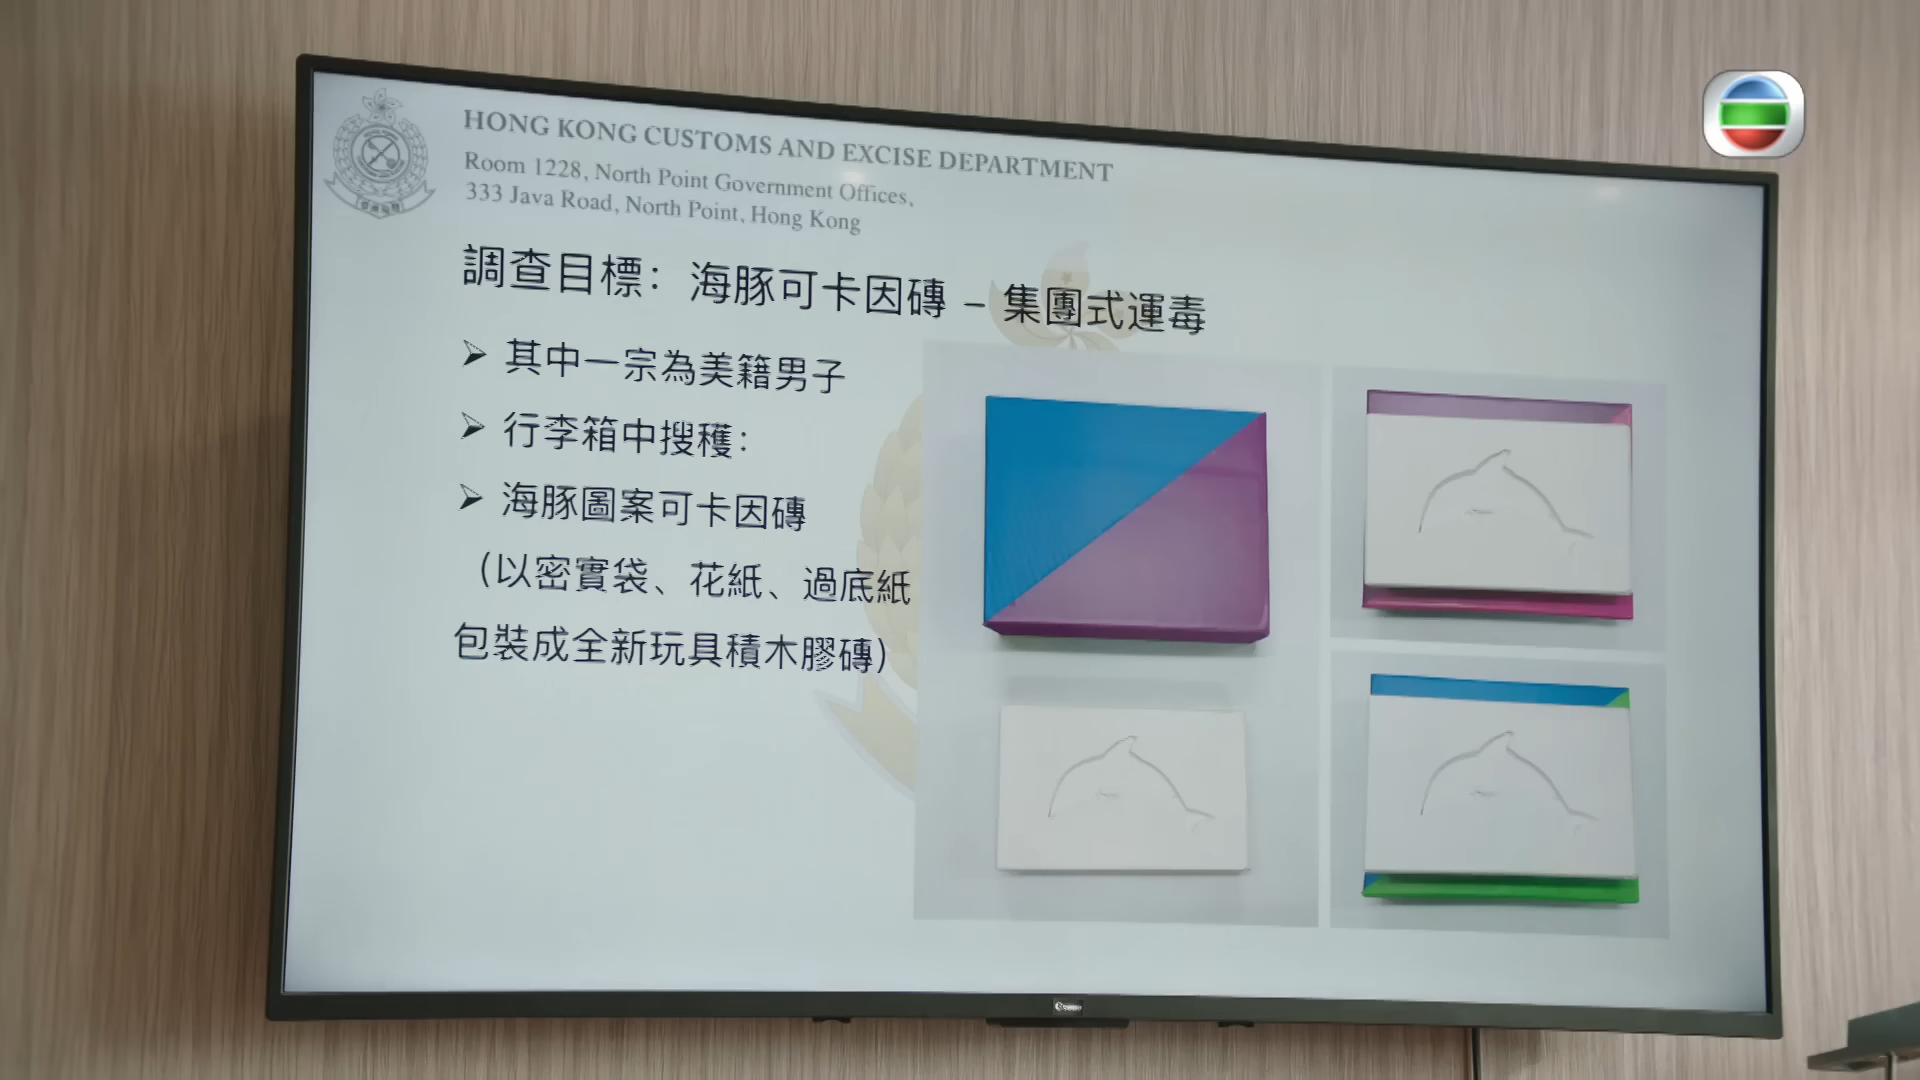 HONG KONG CUSTOMS AND EXCISE DEPARTMENT
Room 1228, North Point Government Offices,
333 Java Road, North Point, Hong Kong
調查目標：海豚可卡因磚 – 集團式運毒
其中一宗為美籍男子
行李箱中搜穫：
海豚圖案可卡因磚
（以密實袋、花紙、過底紙
包裝成全新玩具積木膠磚）